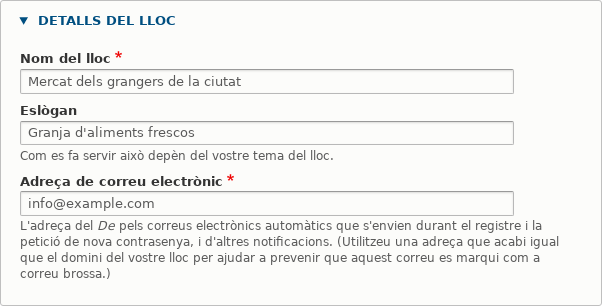 ▼ DETALLS DEL LLOC
Nom del lloc *
Mercat dels grangers de la ciutat
Eslògan
Granja d'aliments frescos
Com es fa servir això depèn del vostre tema del lloc.
Adreça de correu electrònic *
info@example.com
L'adreça del De pels correus electrònics automàtics que s'envien durant el registre i la
petició de nova contrasenya, i d'altres notificacions. (Utilitzeu una adreça que acabi igual
que el domini del vostre lloc per ajudar a prevenir que aquest correu es marqui com a
correu brossa.)